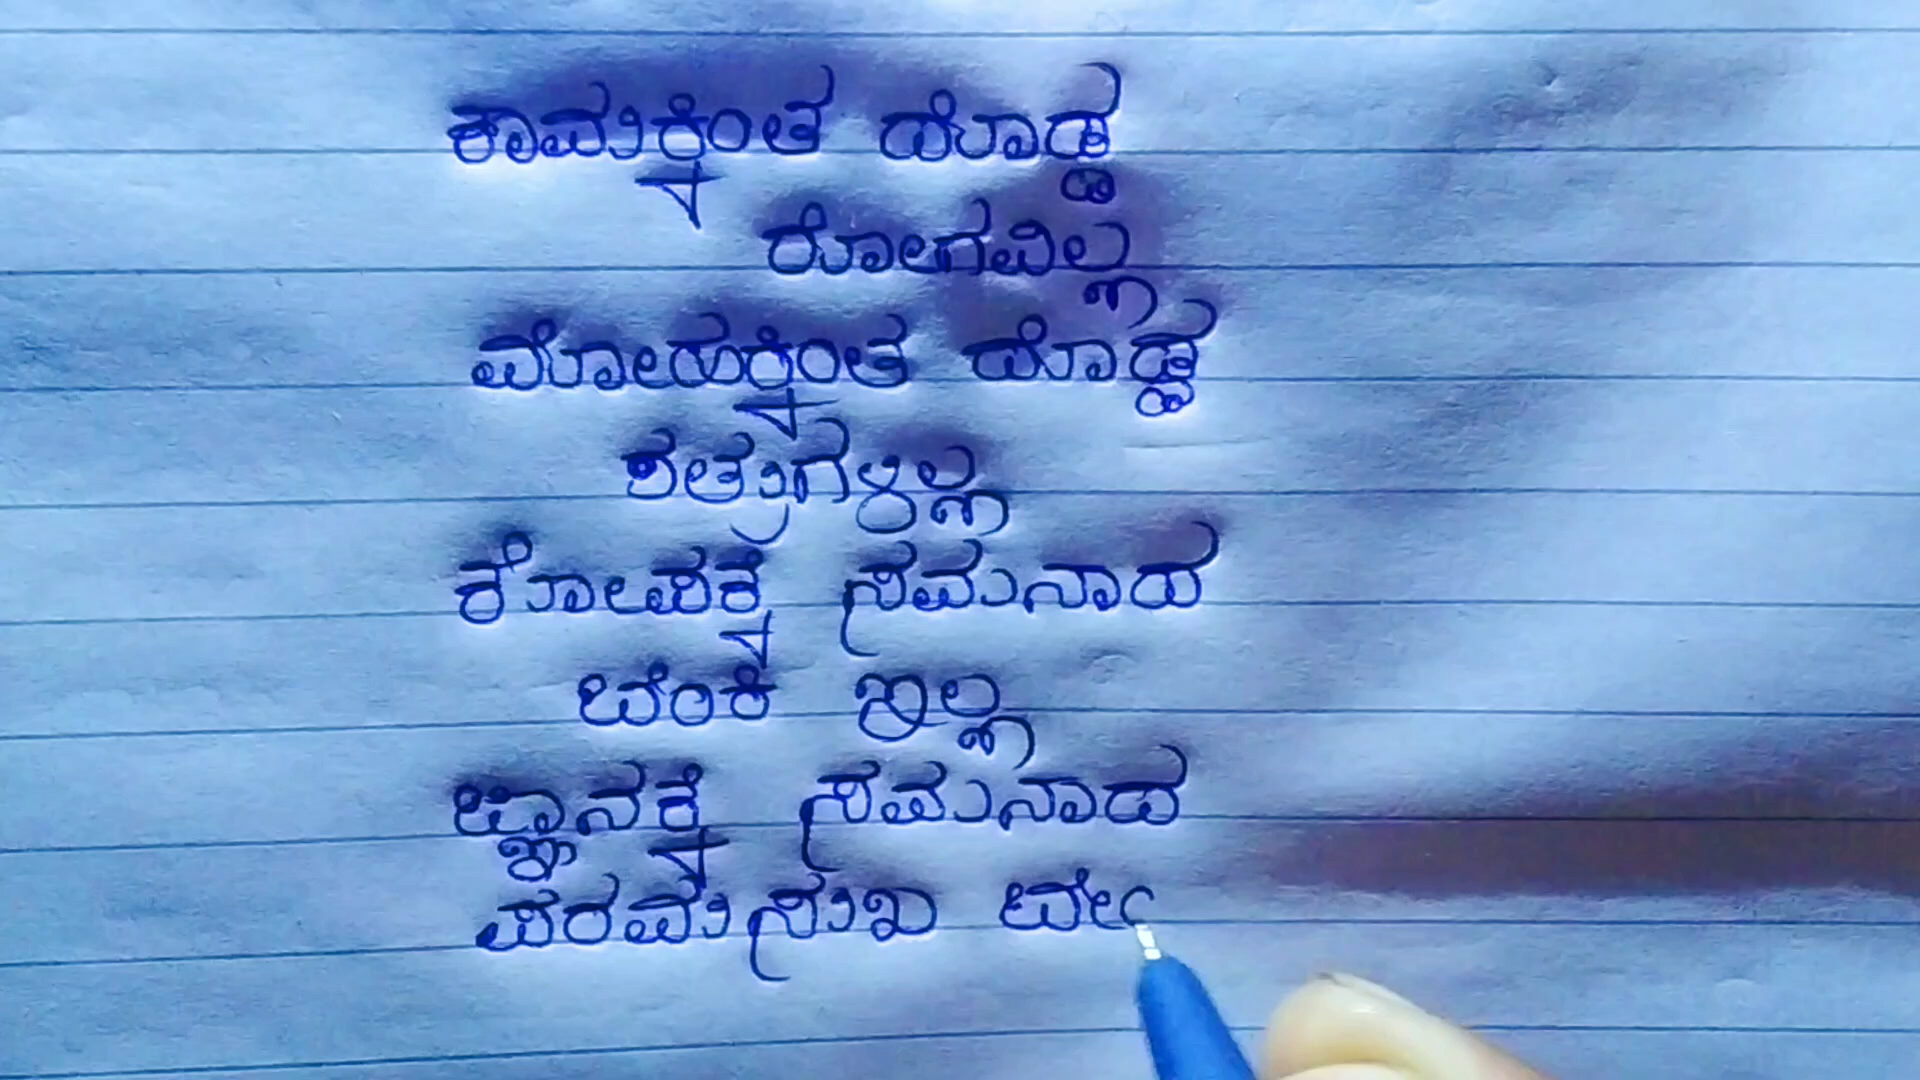 ಕಾಮಕ್ಕಿಂತ ದೊಡ್ಡ
ರೋಗವಿಲ್ಲ
ಮೋಹಕ್ಕಿಂತ ದೊಡ್ಡ
ಶತ್ರುಗಳಿಲ್ಲ
ಕೋಪಕ್ಕೆ ಸಮನಾದ
ಬೆಂಕಿ ಇಲ್ಲ
ಜ್ಞಾನಕ್ಕೆ ಸಮನಾದ
ಪರಮಸುಖ